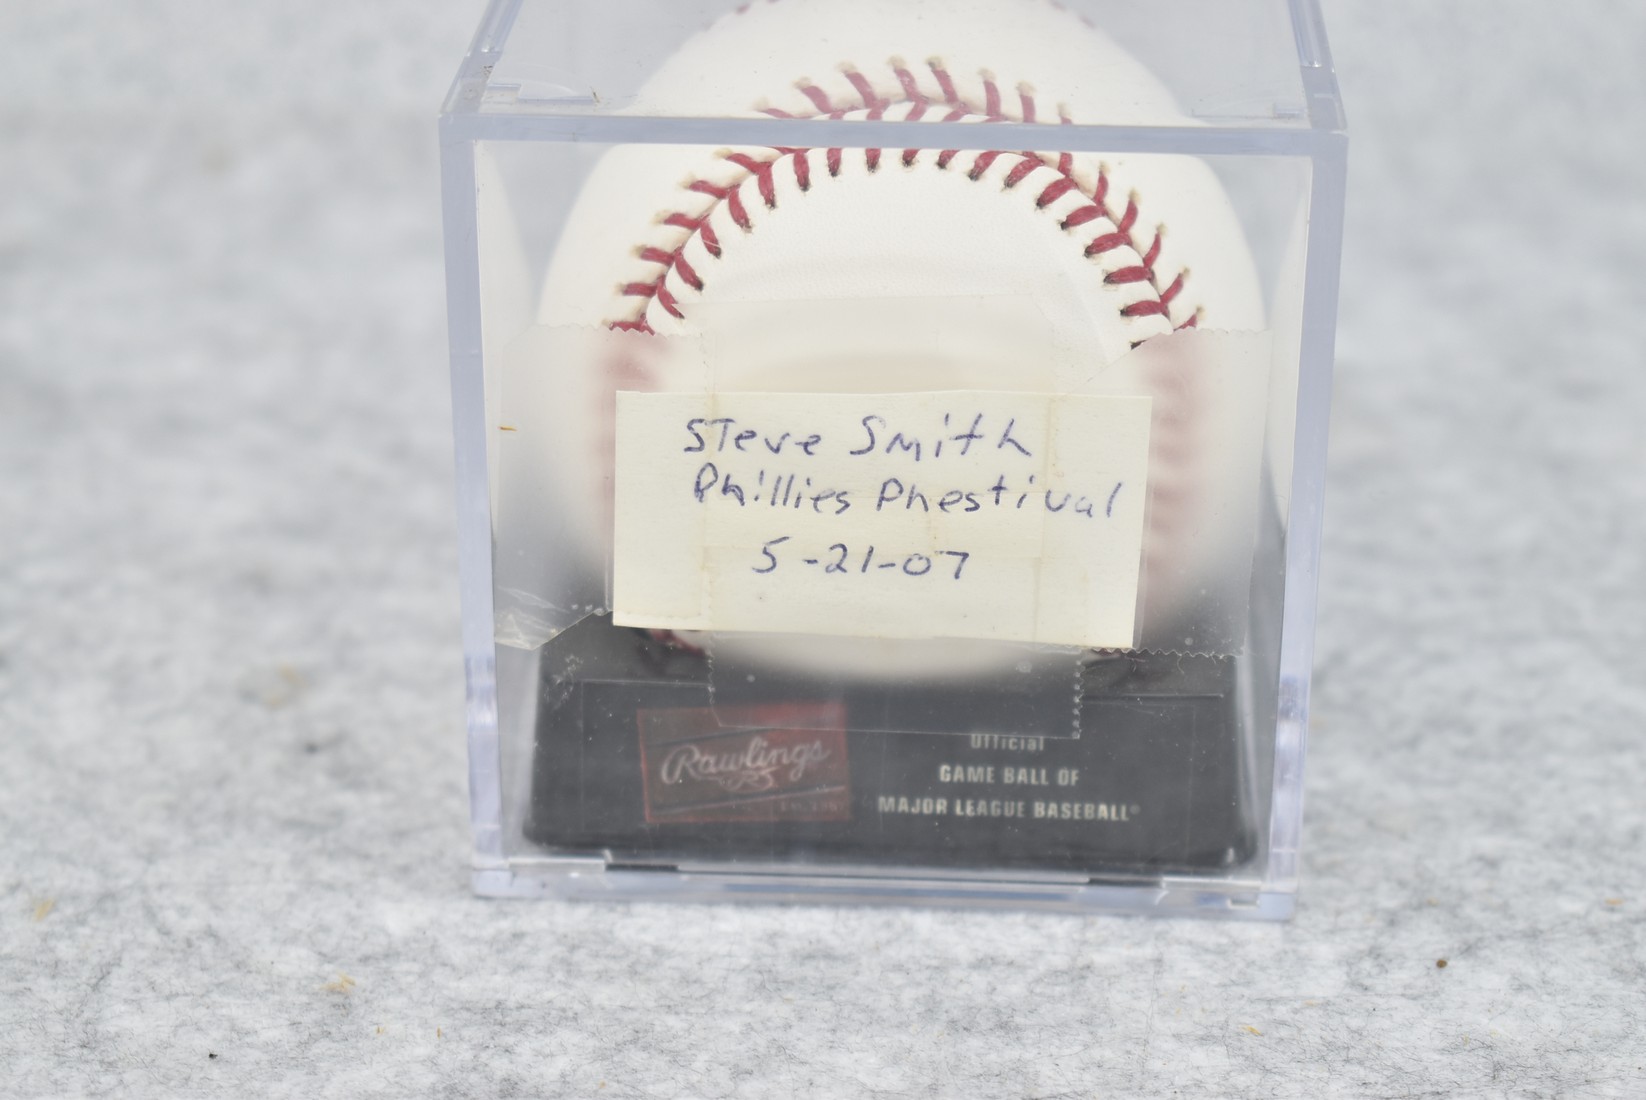 Steve Smith
Phillies Phestival
5-21-07
Rawlings
Official
GAME BALL OF
MAJOR LEAGUE BASEBALL®